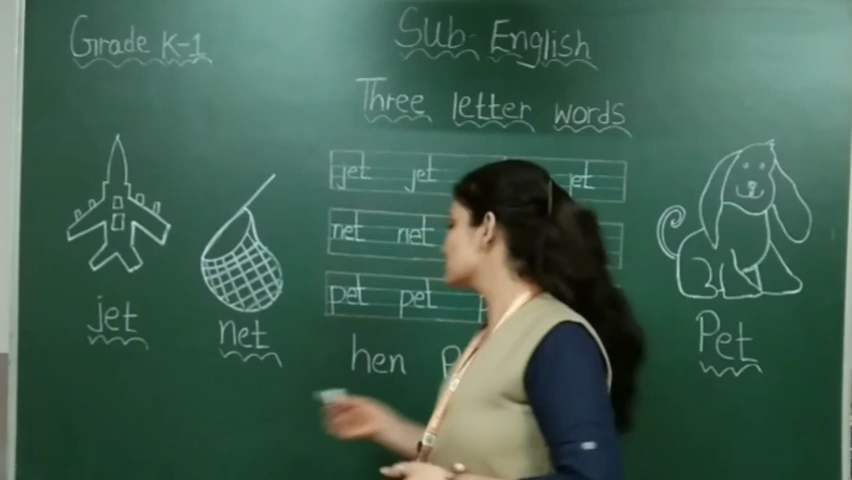 Grade K-1
Sub- English
Three letter words
jet jet jet
net net
pet pet
jet
net
Pet
hen